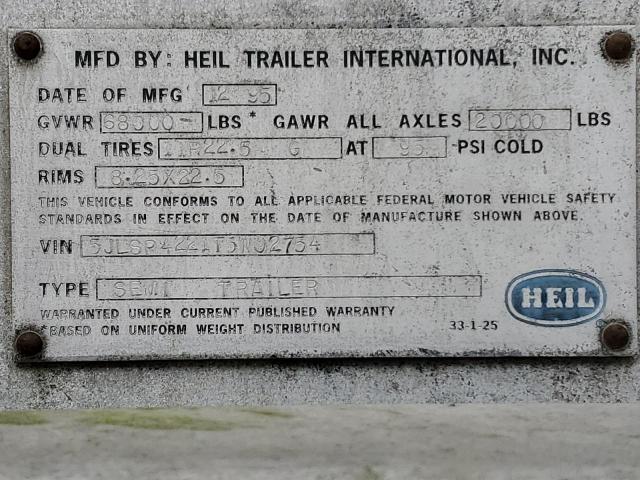 MFD BY: HEIL TRAILER INTERNATIONAL, INC.
DATE OF MFG 12 95
GVWR 68000 LBS * GAWR ALL AXLES 20000 LBS
DUAL TIRES 11R22.5 G AT 95 PSI COLD
RIMS 8.25X22.5
THIS VEHICLE CONFORMS TO ALL APPLICABLE FEDERAL MOTOR VEHICLE SAFETY
STANDARDS IN EFFECT ON THE DATE OF MANUFACTURE SHOWN ABOVE.
VIN
TYPE SEMI TRAILER
HEIL
WARRANTED UNDER CURRENT PUBLISHED WARRANTY
*BASED ON UNIFORM WEIGHT DISTRIBUTION 33-1-25